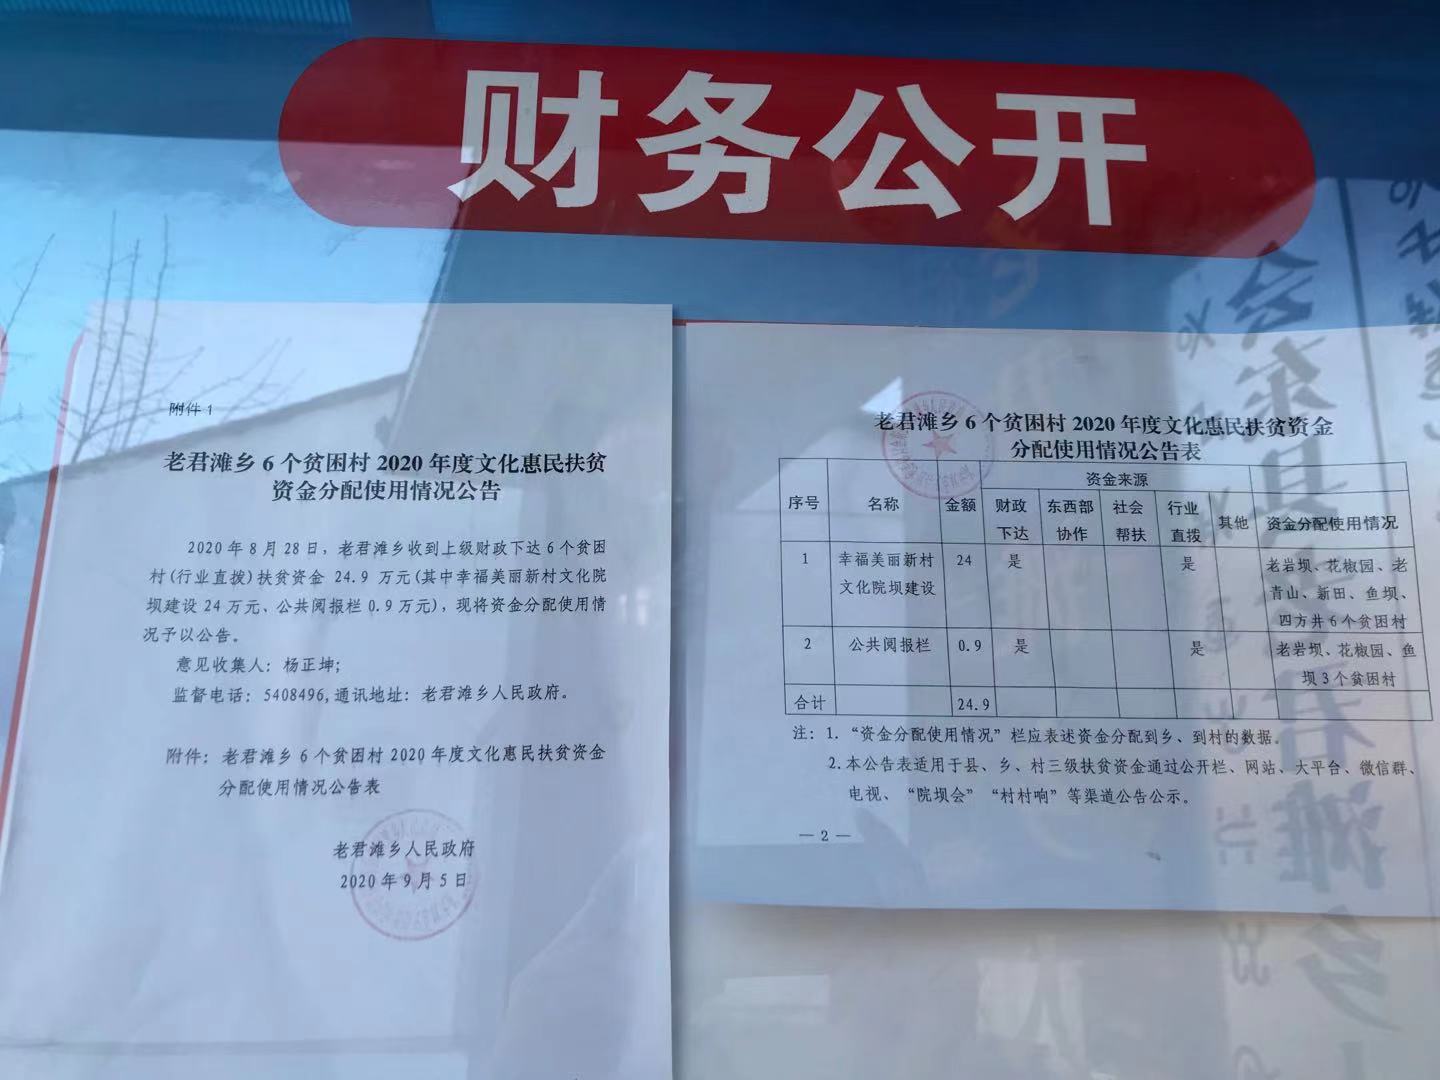 财务公开
附件1
老君滩乡6个贫困村2020年度文化惠民扶贫
资金分配使用情况公告
2020年8月28日，老君滩乡收到上级财政下达6个贫困
村(行业直拨)扶贫资金 24.9 万元(其中幸福美丽新村文化院
坝建设24万元、公共阅报栏0.9万元)，现将资金分配使用情
况予以公告。
意见收集人：杨正坤；
监督电话：5408496,通讯地址：老君滩乡人民政府。
附件：老君滩乡6个贫困村2020年度文化惠民扶贫资金
分配使用情况公告表
老君滩乡人民政府
2020年9月5日
老君滩乡6个贫困村2020年度文化惠民扶贫资金
分配使用情况公告表
序号 名称 金额 资金来源 资金分配使用情况
财政下达 东西部协作 社会帮扶 行业直拨 其他
1 幸福美丽新村文化院坝建设 24 是 是 老岩坝、花椒园、老青山、新田、鱼坝、四方井6个贫困村
2 公共阅报栏 0.9 是 是 老岩坝、花椒园、鱼坝3个贫困村
合计 24.9
注：1.“资金分配使用情况”栏应表述资金分配到乡、到村的数据。
2.本公告表适用于县、乡、村三级扶贫资金通过公开栏、网站、大平台、微信群、
电视、“院坝会”“村村响”等渠道公告公示。
— 2 —